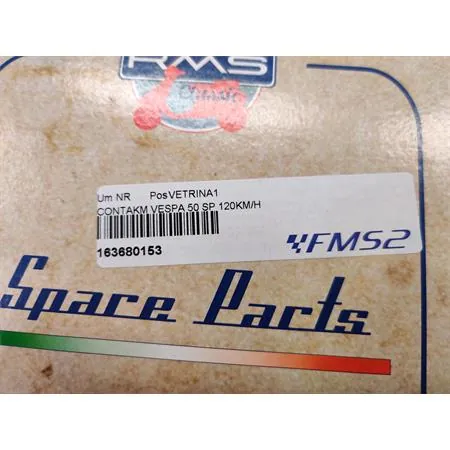 RMS
Classic
Um NR PosVETRINA1
CONTAKM VESPA 50 SP 120KM/H
163680153
FMS2
Spare Parts